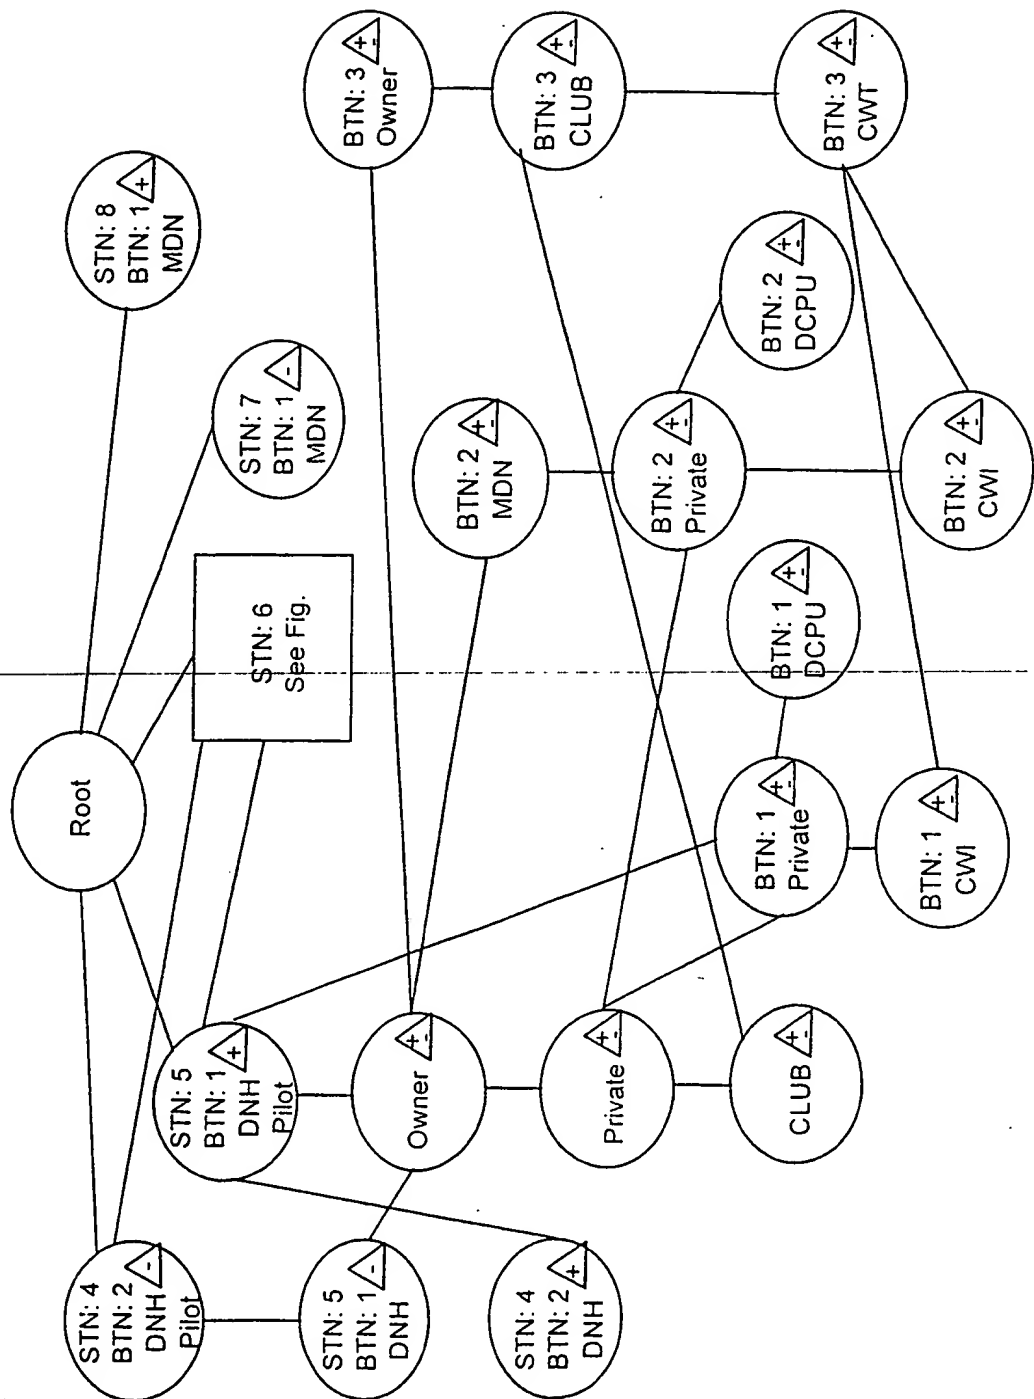 Root
STN: 4
BTN: 2 -
DNH
Pilot
STN: 8
BTN: 1 +
MDN
STN: 5
BTN: 1 +
DNH
Pilot
STN: 6
See Fig.
STN: 7
BTN: 1 -
MDN
STN: 5
BTN: 1 -
DNH
Owner +-
BTN: 3 +-
Owner
BTN: 2 +-
MDN
STN: 4
BTN: 2 +
DNH
Private +-
BTN: 3 +-
CLUB
BTN: 2 +-
Private
CLUB +-
BTN: 1 +-
Private
BTN: 1 +-
DCPU
BTN: 2 +-
DCPU
BTN: 3 +-
CWT
BTN: 1 +-
CWI
BTN: 2 +-
CWI